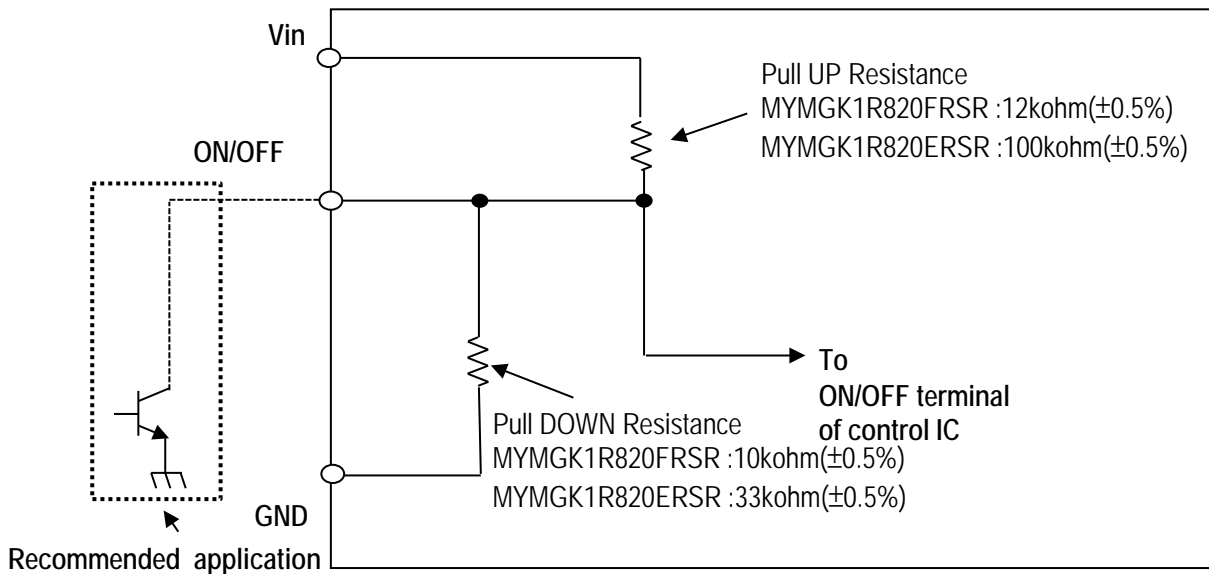 Vin
Pull UP Resistance
MYMGK1R820FRSR :12kohm(±0.5%)
MYMGK1R820ERSR :100kohm(±0.5%)
ON/OFF
To
ON/OFF terminal
of control IC
Pull DOWN Resistance
MYMGK1R820FRSR :10kohm(±0.5%)
MYMGK1R820ERSR :33kohm(±0.5%)
GND
Recommended application